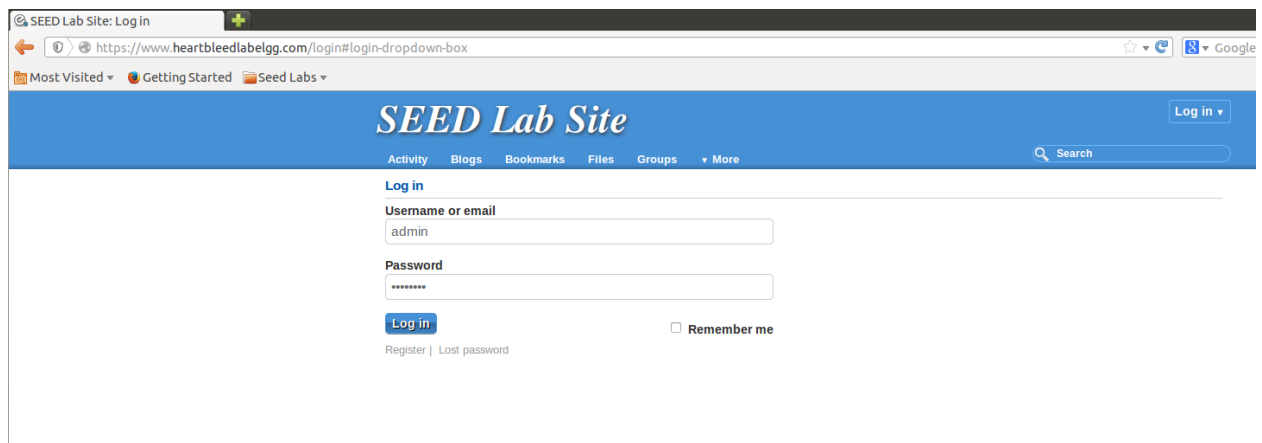 SEED Lab Site: Log in
https://www.heartbleedlabelgg.com/login#login-dropdown-box
8 Google
Most Visited Getting Started Seed Labs
SEED Lab Site
Log in
Activity Blogs Bookmarks Files Groups More
Search
Log in
Username or email
admin
Password
••••••••
Log in
Remember me
Register | Lost password